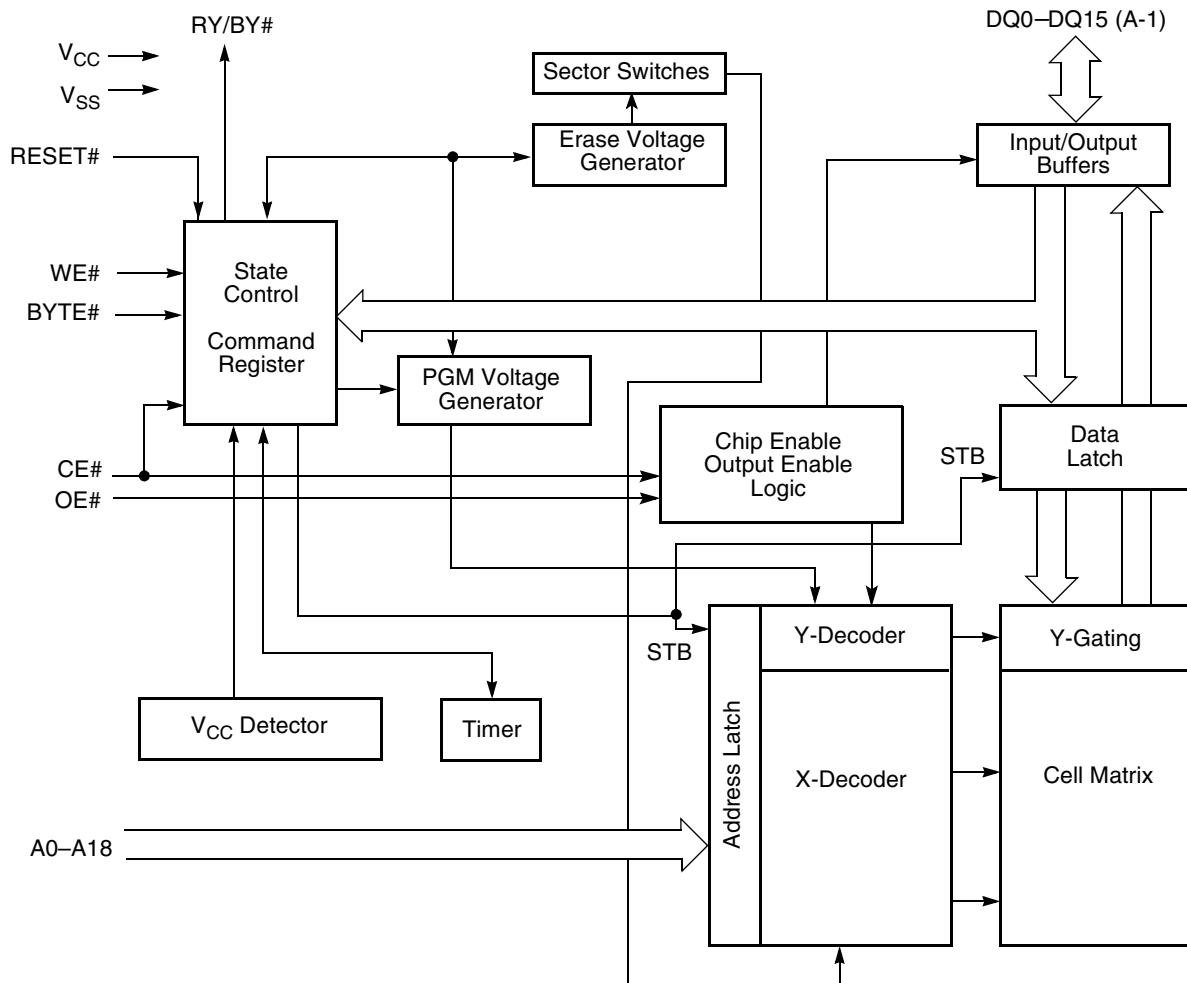 RY/BY#
DQ0–DQ15 (A-1)
VCC
VSS
Sector Switches
Erase Voltage
Generator
Input/Output
Buffers
RESET#
WE#
BYTE#
State
Control
Command
Register
PGM Voltage
Generator
CE#
OE#
Chip Enable
Output Enable
Logic
STB
Data
Latch
STB
Y-Decoder
Y-Gating
VCC Detector
Timer
Address Latch
X-Decoder
Cell Matrix
A0–A18